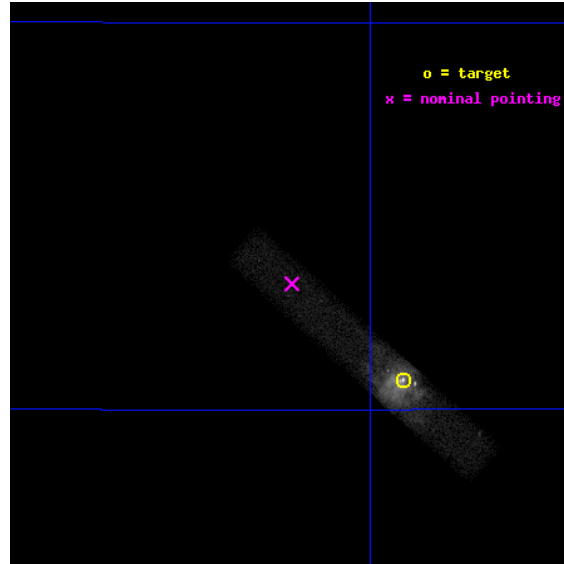 o = target
x = nominal pointing